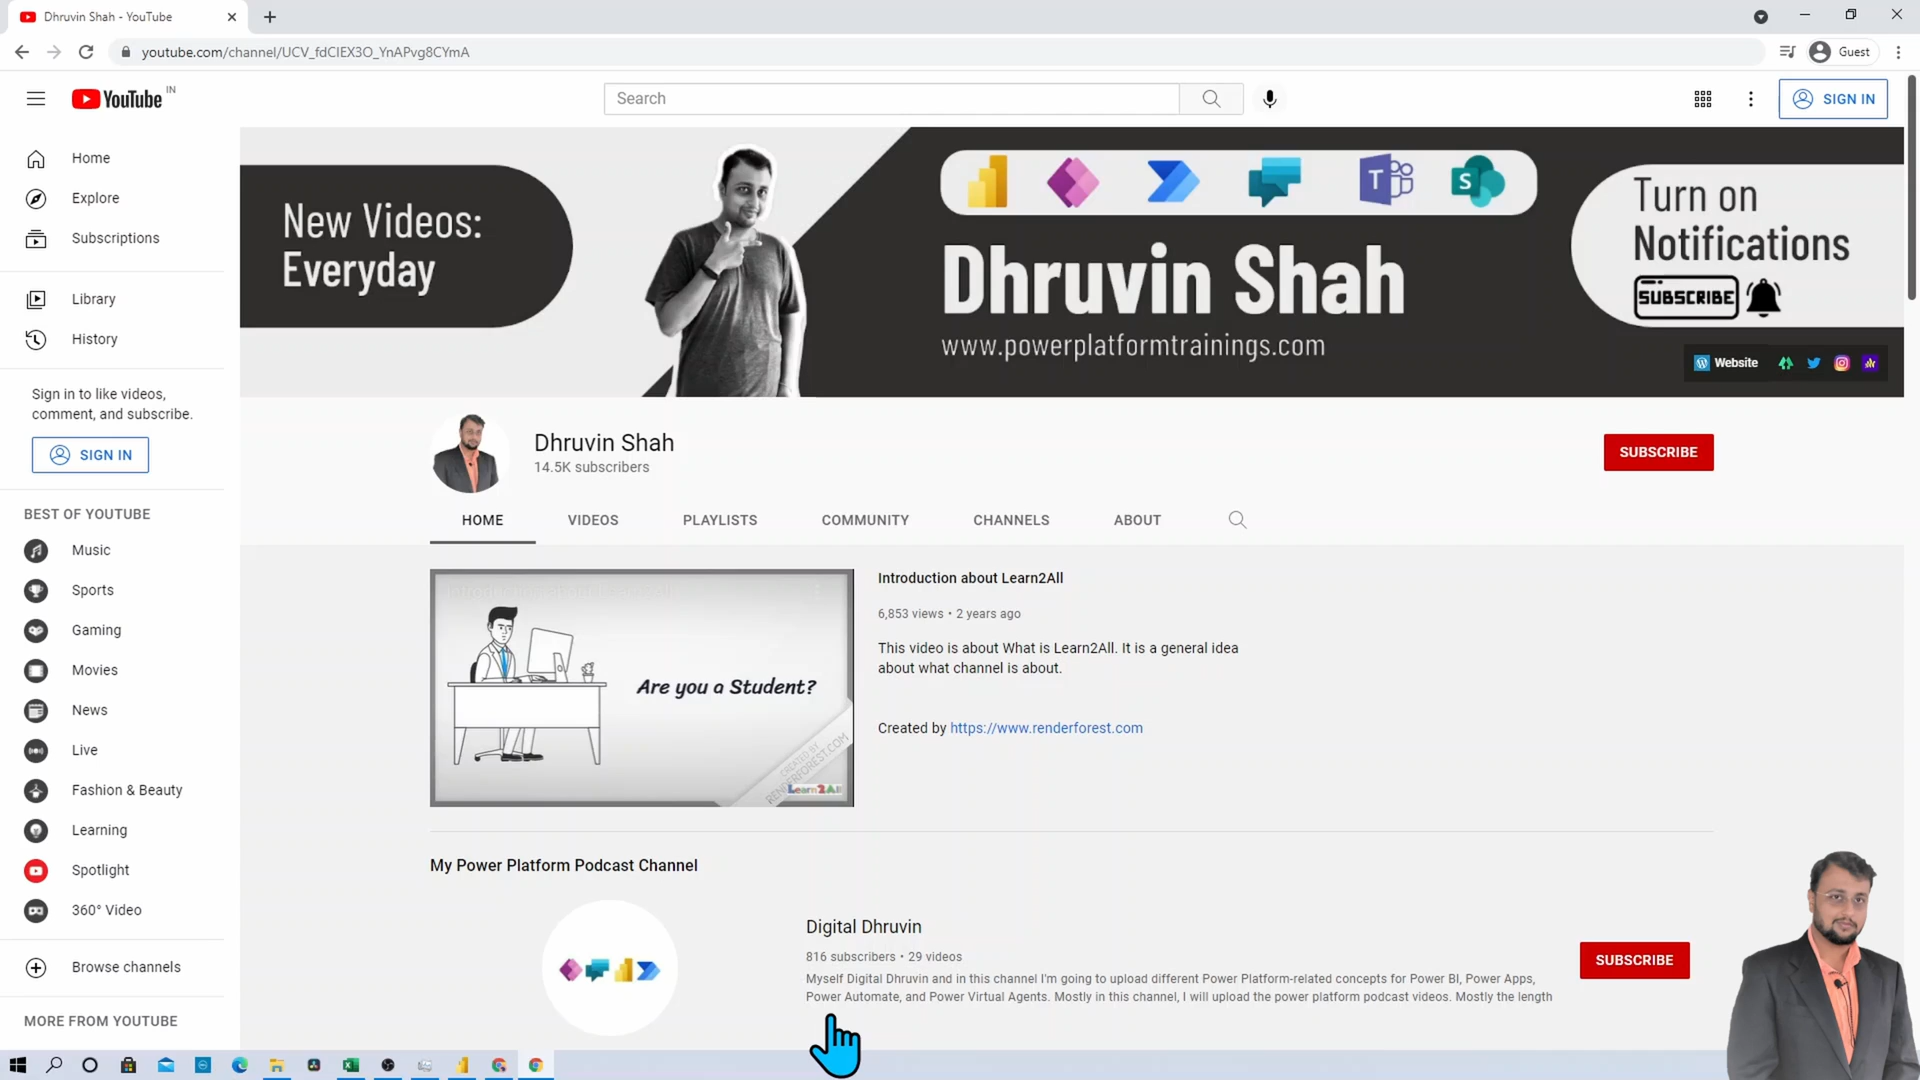 Dhruvin Shah - YouTube
youtube.com/channel/UCV_fdCIEX3O_YnAPvg8CYmA
Guest
YouTube IN
Search
SIGN IN
Home
Explore
Subscriptions
Library
History
Sign in to like videos,
comment, and subscribe.
SIGN IN
BEST OF YOUTUBE
Music
Sports
Gaming
Movies
News
Live
Fashion & Beauty
Learning
Spotlight
360° Video
Browse channels
MORE FROM YOUTUBE
New Videos:
Everyday
Dhruvin Shah
www.powerplatformtrainings.com
Turn on
Notifications
SUBSCRIBE
Website
Dhruvin Shah
14.5K subscribers
SUBSCRIBE
HOME
VIDEOS
PLAYLISTS
COMMUNITY
CHANNELS
ABOUT
Are you a Student?
CREATED BY
RENDERFOREST.COM
Learn2All
Introduction about Learn2All
6,853 views • 2 years ago
This video is about What is Learn2All. It is a general idea
about what channel is about.
Created by https://www.renderforest.com
My Power Platform Podcast Channel
Digital Dhruvin
816 subscribers • 29 videos
Myself Digital Dhruvin and in this channel I'm going to upload different Power Platform-related concepts for Power BI, Power Apps,
Power Automate, and Power Virtual Agents. Mostly in this channel, I will upload the power platform podcast videos. Mostly the length
SUBSCRIBE